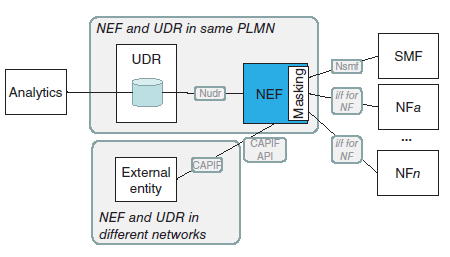 NEF and UDR in same PLMN
UDR
Analytics
Nudr
NEF
Masking
Nsmf
SMF
i/f for
NF
NFa
...
i/f for
NF
NFn
CAPIF
API
CAPIF
External
entity
NEF and UDR in
different networks